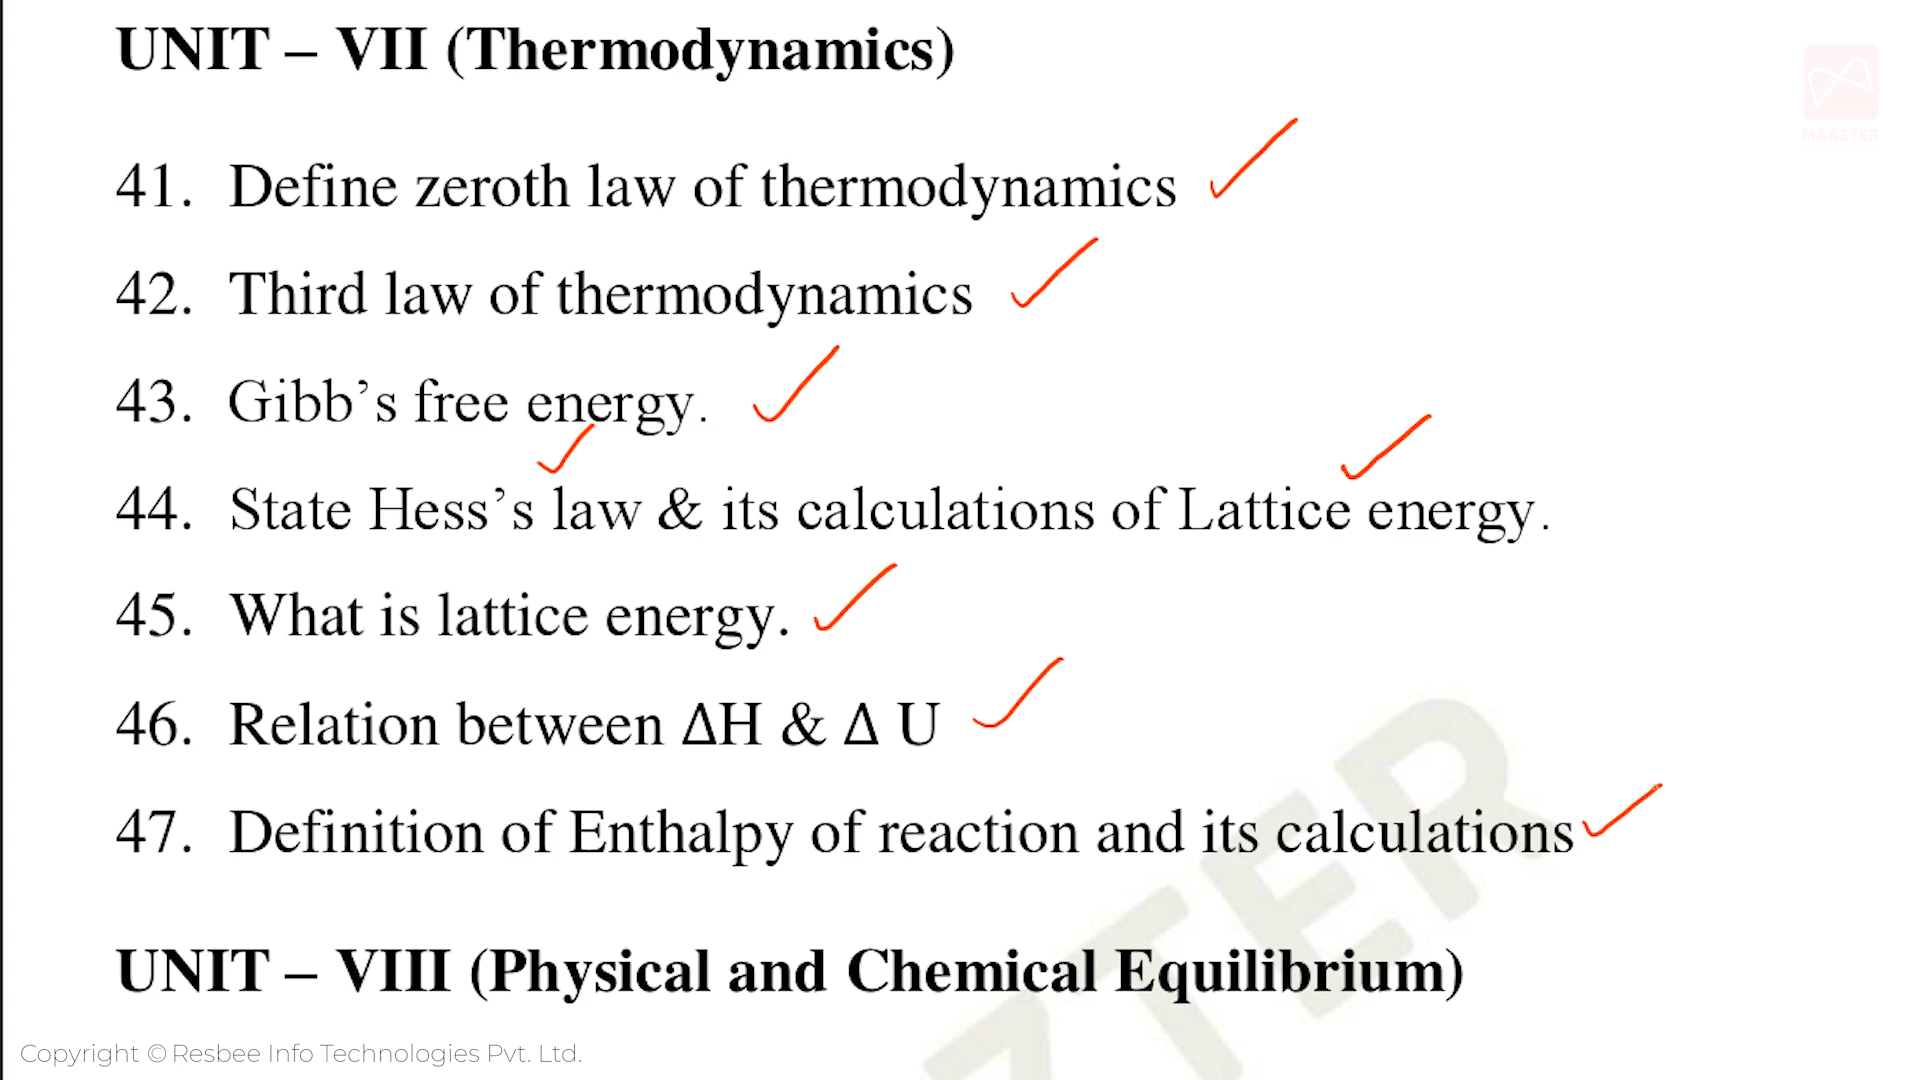 UNIT – VII (Thermodynamics)
MAAZTER
41. Define zeroth law of thermodynamics
42. Third law of thermodynamics
43. Gibb’s free energy.
44. State Hess’s law & its calculations of Lattice energy.
45. What is lattice energy.
46. Relation between ΔH & Δ U
47. Definition of Enthalpy of reaction and its calculations
ZTER
UNIT – VIII (Physical and Chemical Equilibrium)
Copyright © Resbee Info Technologies Pvt. Ltd.